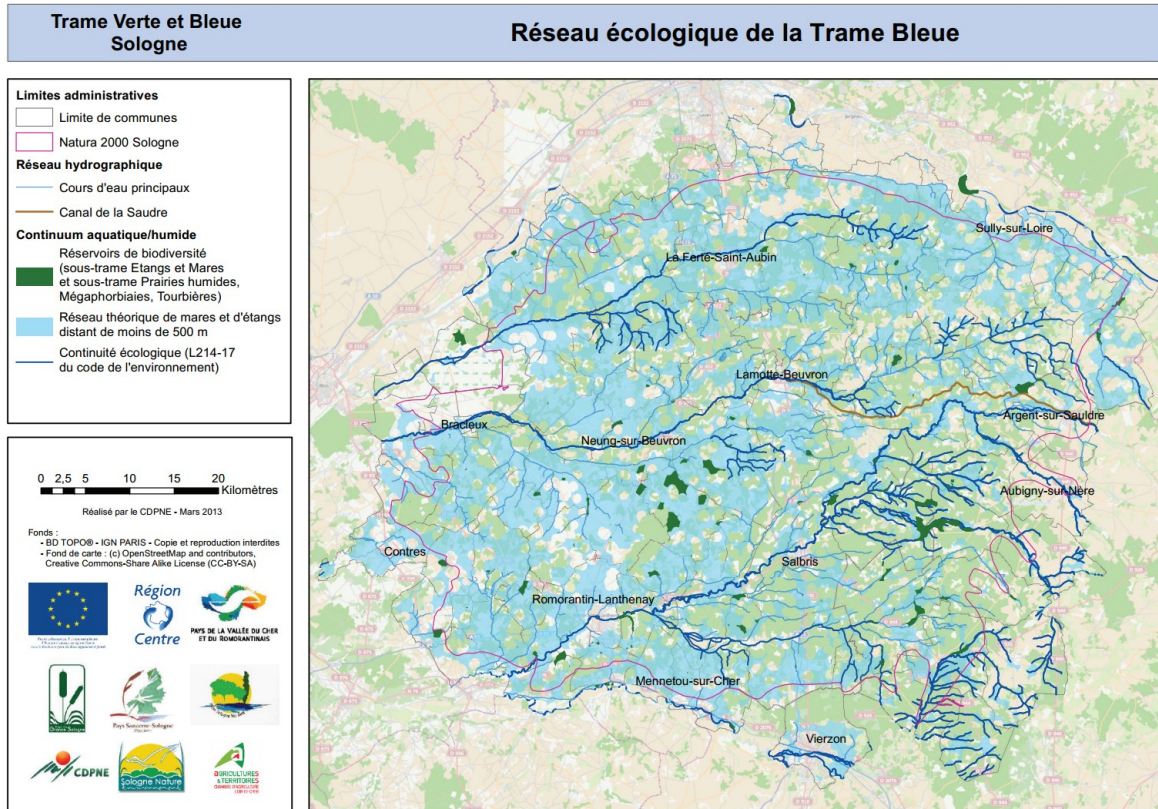 Trame Verte et Bleue
Sologne
Réseau écologique de la Trame Bleue
Limites administratives
Limite de communes
Natura 2000 Sologne
Réseau hydrographique
Cours d'eau principaux
Canal de la Saudre
Continuum aquatique/humide
Réservoirs de biodiversité
(sous-trame Etangs et Mares
et sous-trame Prairies humides,
Mégaphorbiaies, Tourbières)
Réseau théorique de mares et d'étangs
distant de moins de 500 m
Continuité écologique (L214-17
du code de l'environnement)
0 2,5 5 10 15 20
Kilomètres
Réalisé par le CDPNE - Mars 2013
Fonds :
- BD TOPO® - IGN PARIS - Copie et reproduction interdites
- Fond de carte : (c) OpenStreetMap and contributors,
Creative Commons-Share Alike License (CC-BY-SA)
Région
Centre
PAYS DE LA VALLÉE DU CHER
ET DU ROMORANTINAIS
CDPNE
Sologne Nature
AGRICULTURES
& TERRITOIRES
Sully-sur-Loire
La Ferté-Saint-Aubin
Lamotte-Beuvron
Argent-sur-Sauldre
Bracieux
Neung-sur-Beuvron
Aubigny-sur-Nère
Contres
Salbris
Romorantin-Lanthenay
Mennetou-sur-Cher
Vierzon